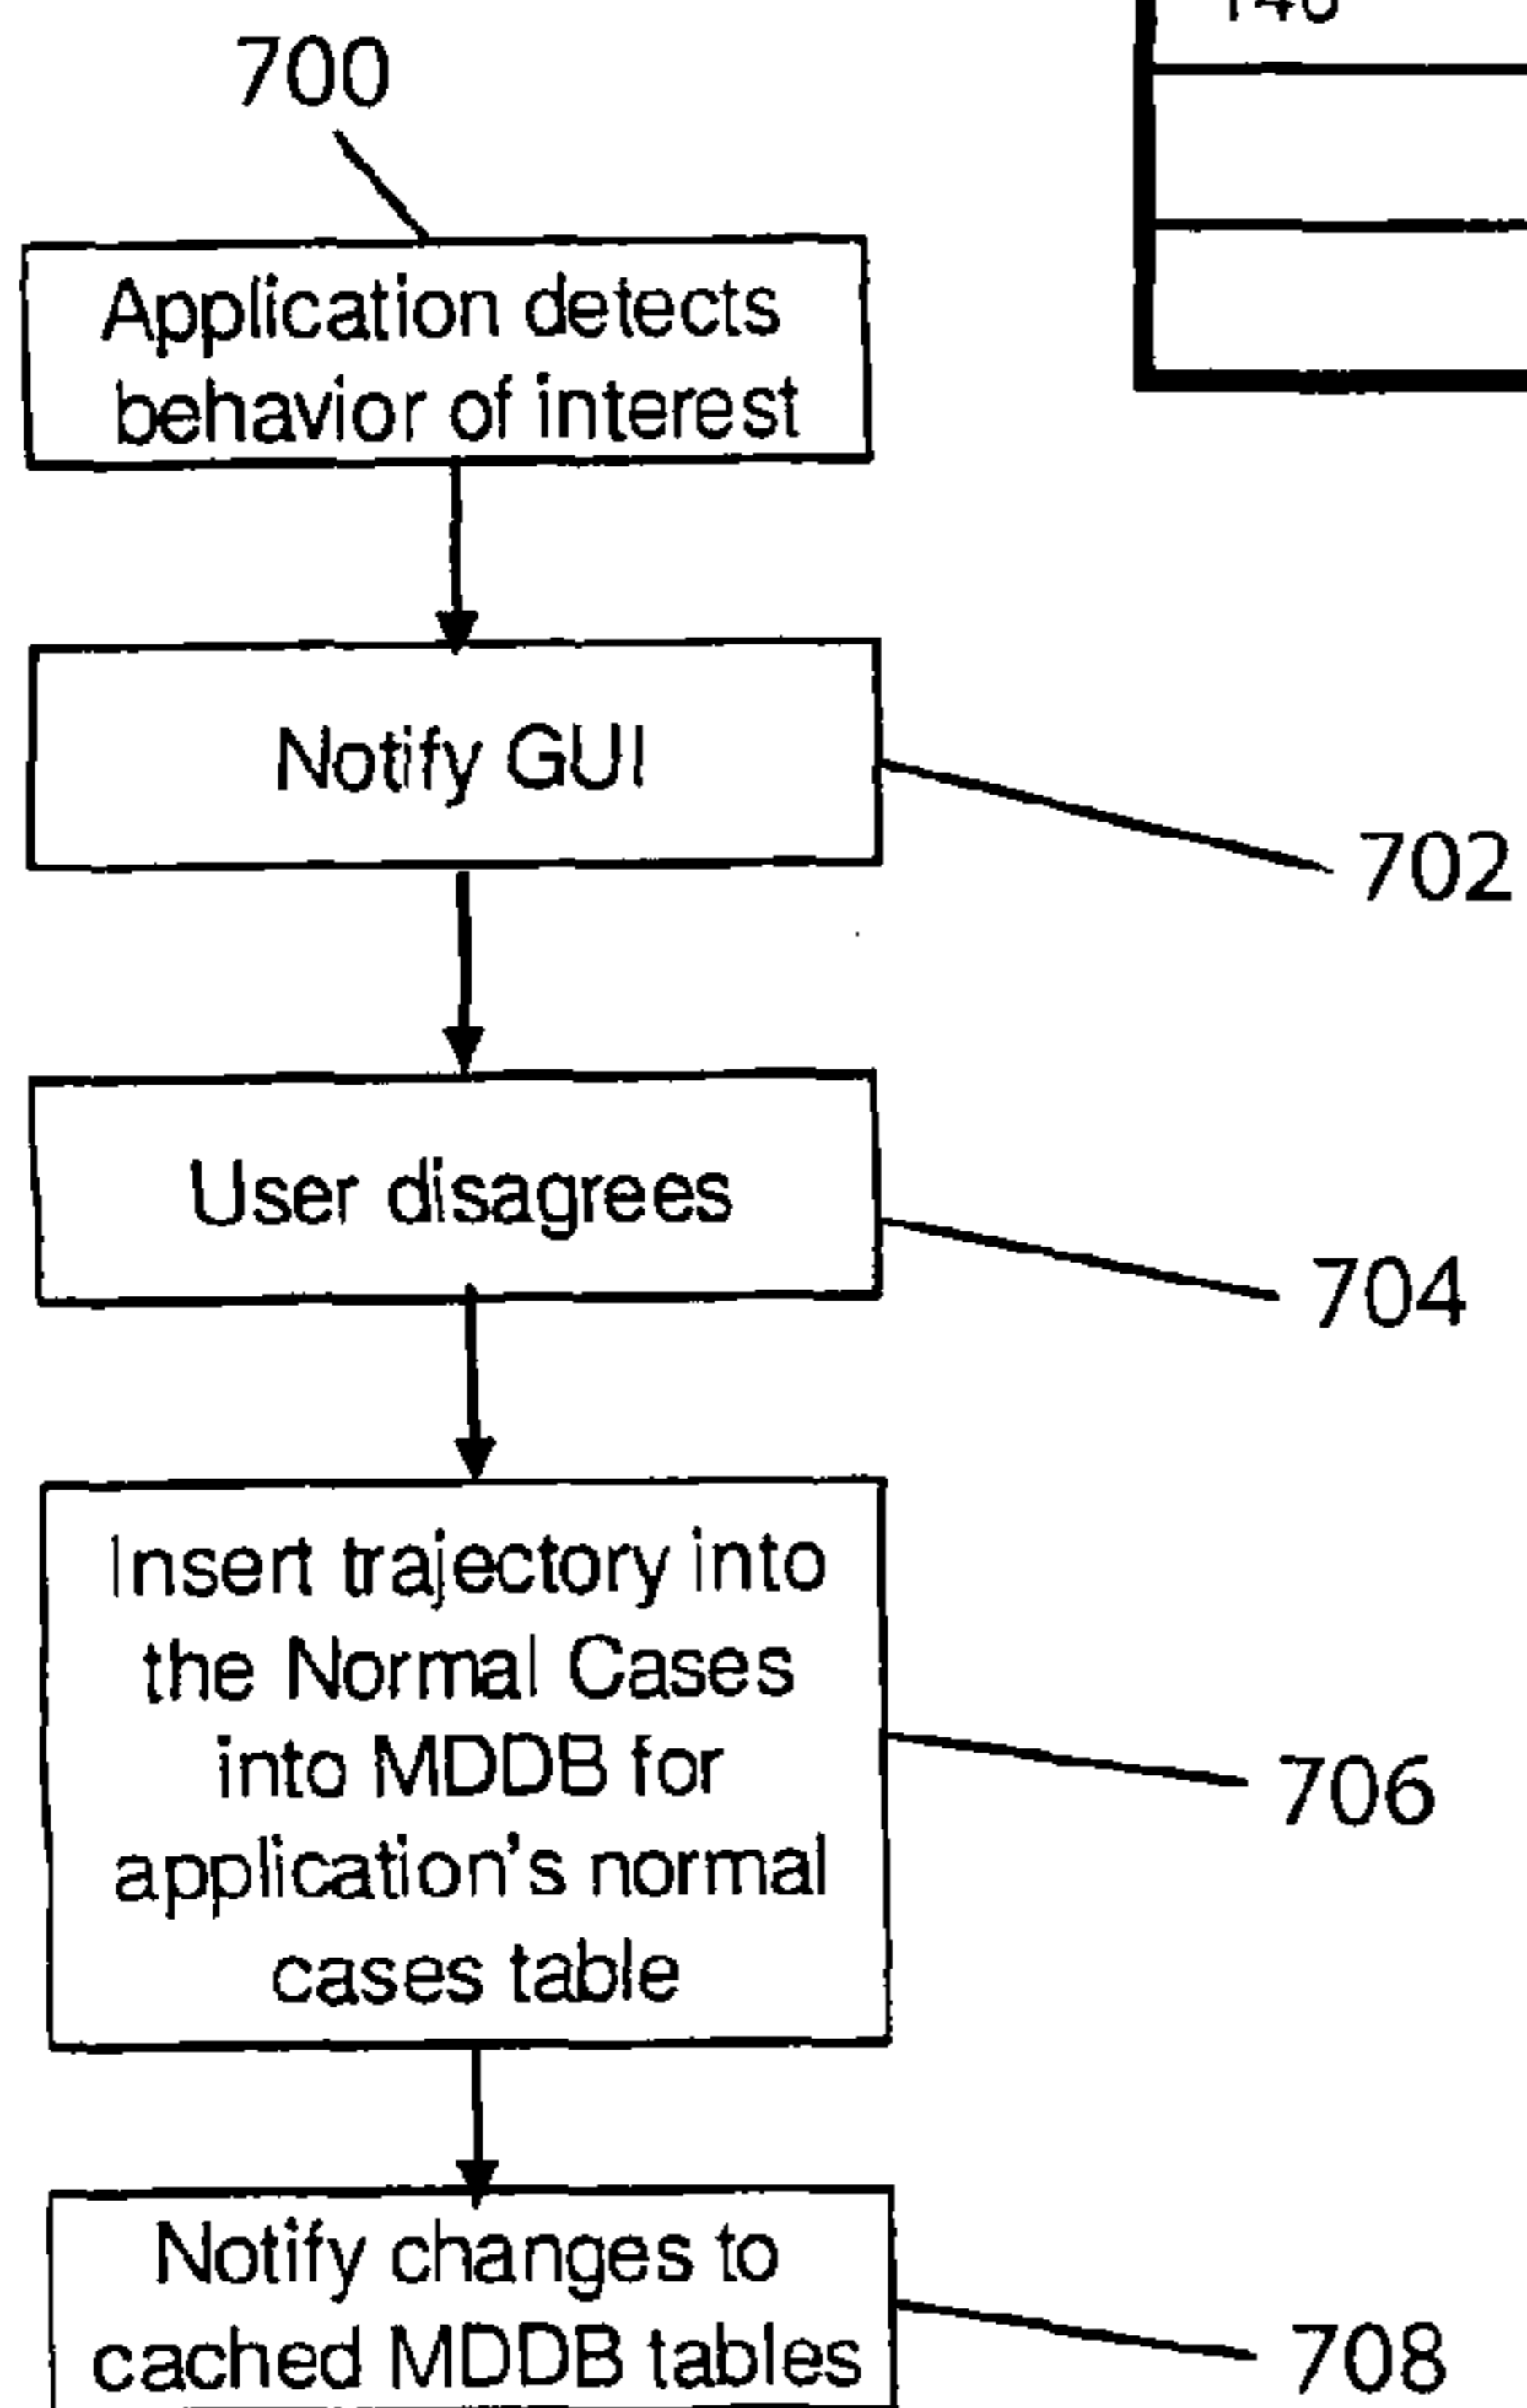 700
Application detects
behavior of interest
Notify GUI
702
User disagrees
704
Insert trajectory into
the Normal Cases
into MDDB for
application's normal
cases table
706
Notify changes to
cached MDDB tables
708